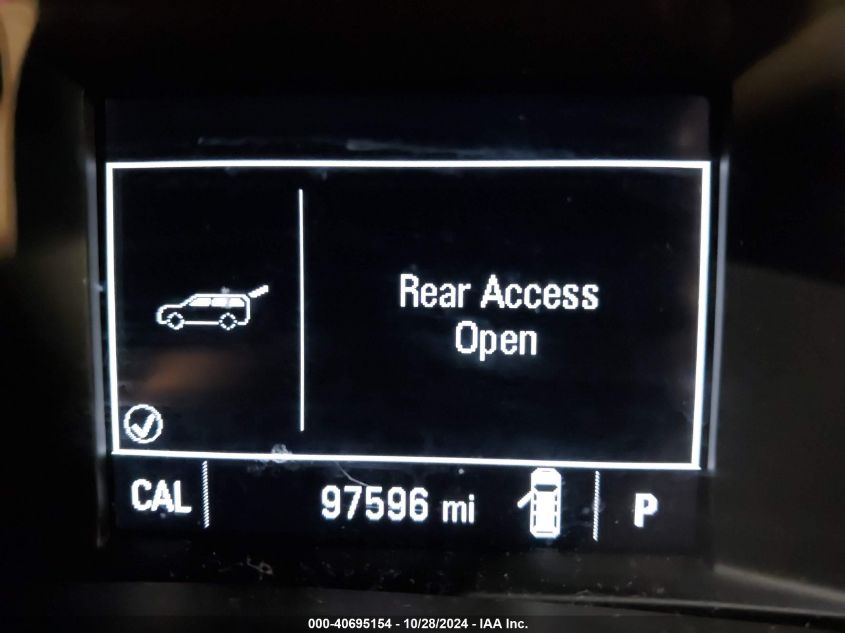 Rear Access
Open
CAL
97596 mi
P
000-40695154 - 10/28/2024 - IAA Inc.